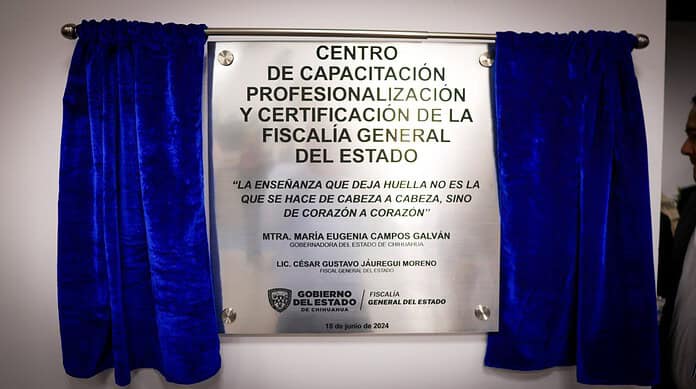 CENTRO
DE CAPACITACIÓN
PROFESIONALIZACIÓN
Y CERTIFICACIÓN DE LA
FISCALÍA GENERAL
DEL ESTADO
“LA ENSEÑANZA QUE DEJA HUELLA NO ES LA
QUE SE HACE DE CABEZA A CABEZA, SINO
DE CORAZÓN A CORAZÓN”
MTRA. MARÍA EUGENIA CAMPOS GALVÁN
GOBERNADORA DEL ESTADO DE CHIHUAHUA
LIC. CÉSAR GUSTAVO JÁUREGUI MORENO
FISCAL GENERAL DEL ESTADO
GOBIERNO
DEL ESTADO
DE CHIHUAHUA
FISCALÍA
GENERAL DEL ESTADO
18 de junio de 2024